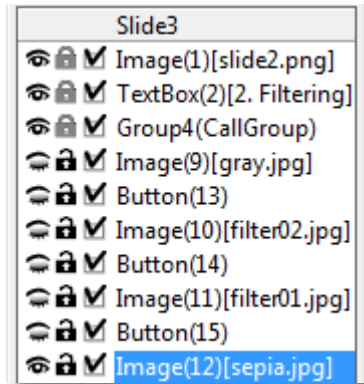 Slide3
Image(1)[slide2.png]
TextBox(2)[2. Filtering]
Group4(CallGroup)
Image(9)[gray.jpg]
Button(13)
Image(10)[filter02.jpg]
Button(14)
Image(11)[filter01.jpg]
Button(15)
Image(12)[sepia.jpg]